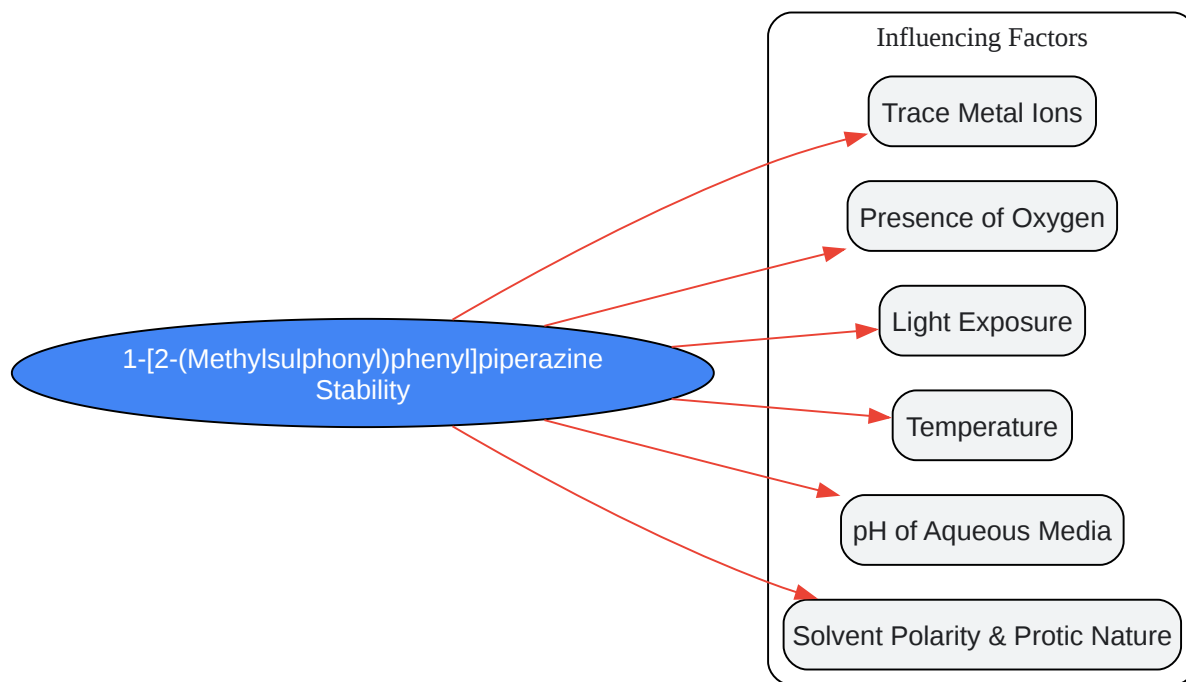 Influencing Factors
Trace Metal Ions
Presence of Oxygen
Light Exposure
1-[2-(Methylsulphonyl)phenyl]piperazine
Stability
Temperature
pH of Aqueous Media
Solvent Polarity & Protic Nature